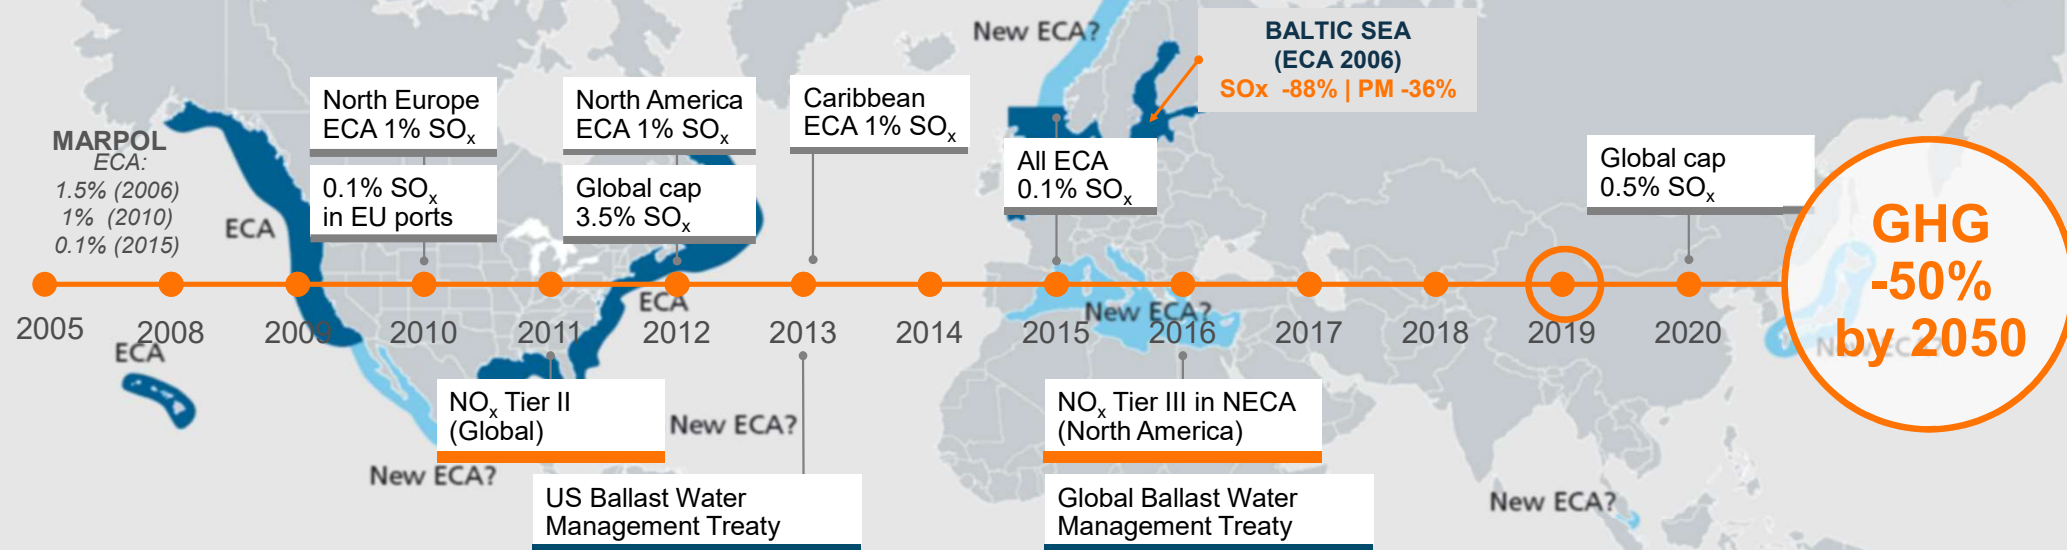 New ECA?
BALTIC SEA
(ECA 2006)
SOx -88% | PM -36%
MARPOL
ECA:
1.5% (2006)
1% (2010)
0.1% (2015)
North Europe
ECA 1% SOx
0.1% SOx
in EU ports
North America
ECA 1% SOx
Global cap
3.5% SOx
Caribbean
ECA 1% SOx
All ECA
0.1% SOx
Global cap
0.5% SOx
GHG
-50%
by 2050
ECA
ECA
New ECA?
2005 2008 2009 2010 2011 2012 2013 2014 2015 2016 2017 2018 2019 2020
ECA
New ECA?
NOx Tier II
(Global)
New ECA?
NOx Tier III in NECA
(North America)
New ECA?
US Ballast Water
Management Treaty
Global Ballast Water
Management Treaty
New ECA?